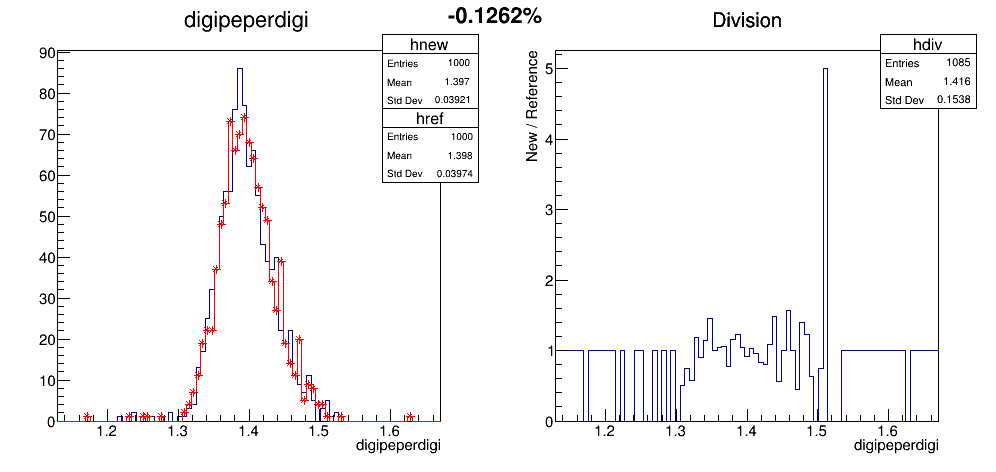 digipeperdigi
-0.1262%
Division
hnew
Entries 1000
Mean 1.397
Std Dev 0.03921
href
Entries 1000
Mean 1.398
Std Dev 0.03974
90
80
70
60
50
40
30
20
10
0
1.2 1.3 1.4 1.5 1.6
digipeperdigi
hdiv
Entries 1085
Mean 1.416
Std Dev 0.1538
New / Reference
5
4
3
2
1
0
1.2 1.3 1.4 1.5 1.6
digipeperdigi